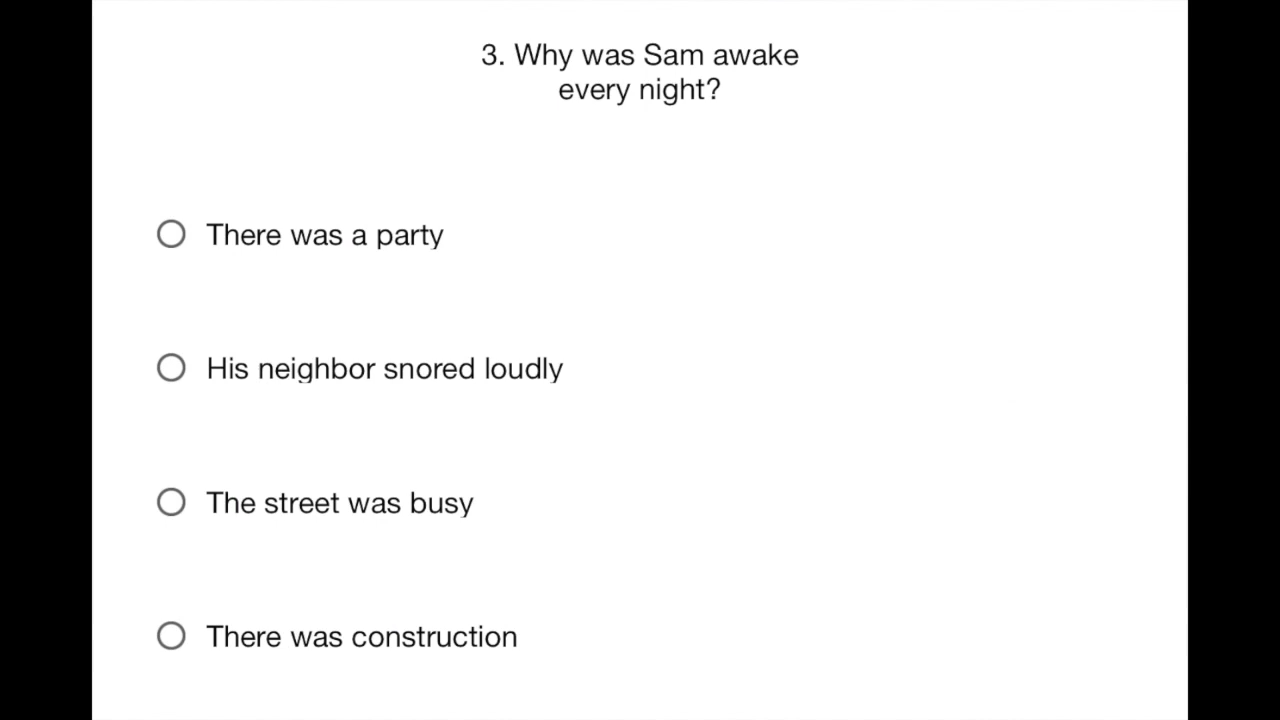 3. Why was Sam awake
every night?
There was a party
His neighbor snored loudly
The street was busy
There was construction